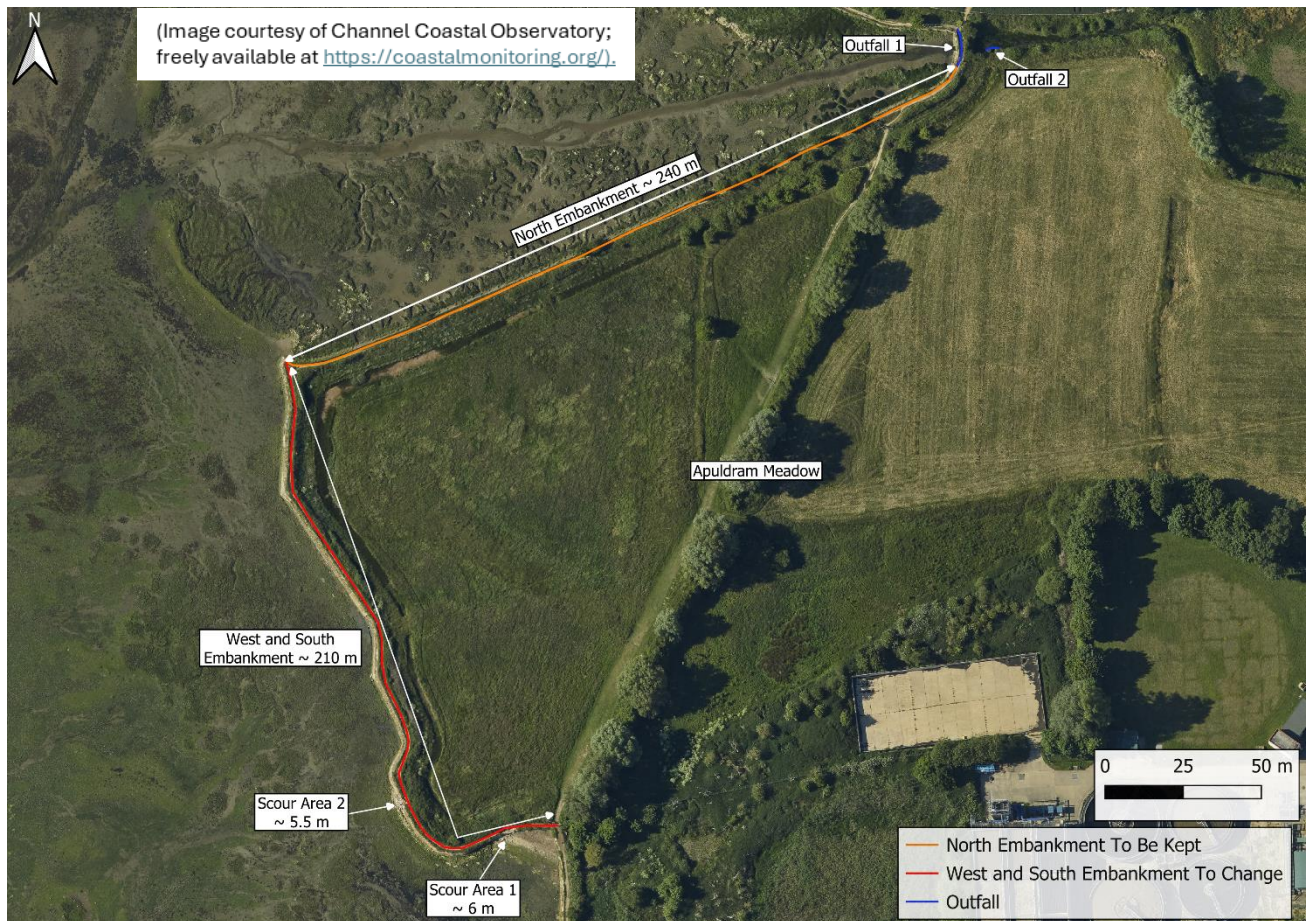 N
(Image courtesy of Channel Coastal Observatory;
freely available at https://coastalmonitoring.org/).
Outfall 1
Outfall 2
North Embankment ~ 240 m
Apuldram Meadow
West and South
Embankment ~ 210 m
Scour Area 2
~ 5.5 m
Scour Area 1
~ 6 m
0 25 50 m
North Embankment To Be Kept
West and South Embankment To Change
Outfall